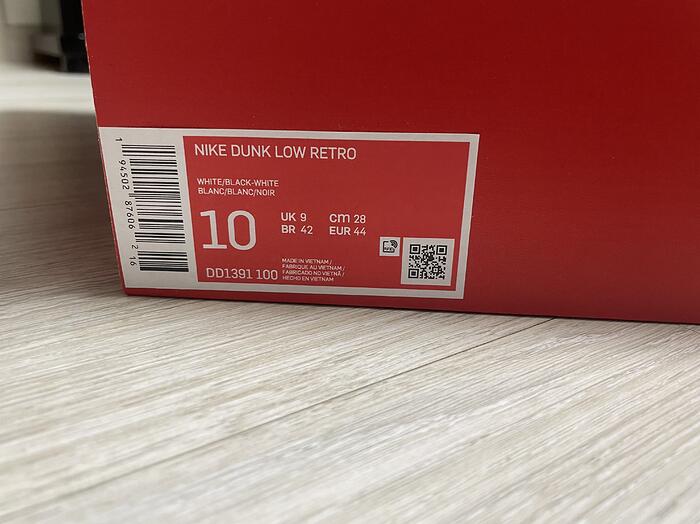 NIKE DUNK LOW RETRO
WHITE/BLACK-WHITE
BLANC/BLANC/NOIR
10
UK 9 cm 28
BR 42 EUR 44
DD1391 100
MADE IN VIETNAM /
FABRIQUE AU VIETNAM /
FABRICADO NO VIETNÃ /
HECHO EN VIETNAM
1 94502 87606 2 16